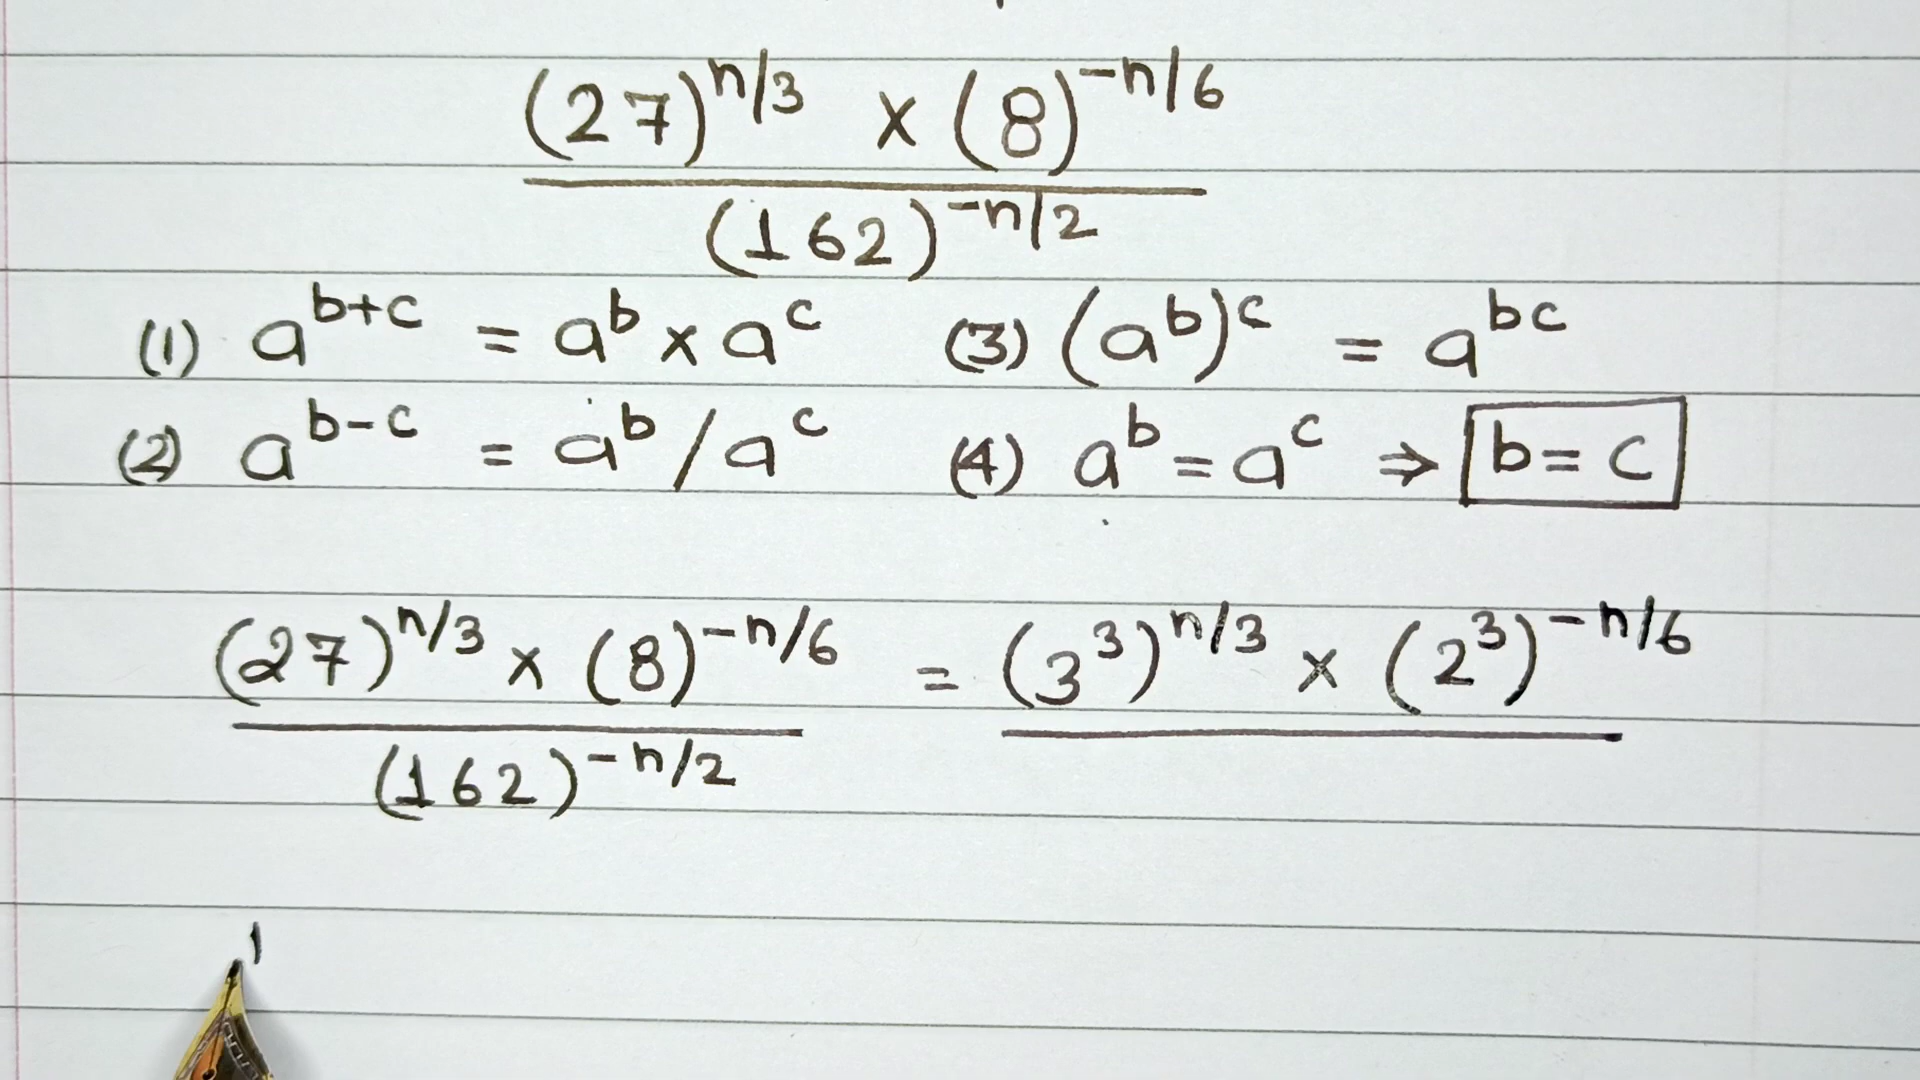 (27)^n/3 × (8)^-n/6
(162)^-n/2
(1) a^b+c = a^b × a^c (3) (a^b)^c = a^bc
(2) a^b-c = a^b / a^c (4) a^b = a^c ⇒ b = c
(27)^n/3 × (8)^-n/6 = (3^3)^n/3 × (2^3)^-n/6
(162)^-n/2